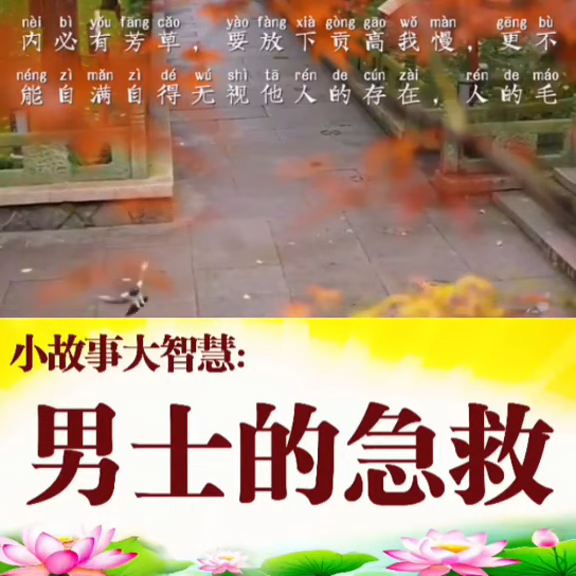 nèi bì yǒu fāng cǎo, yào fàng xià gòng gāo wǒ màn, gēng bù
内必有芳草，要放下贡高我慢，更不
néng zì mǎn zì dé wú shì tā rén de cún zài, rén de máo
能自满自得无视他人的存在，人的毛
小故事大智慧:
男士的急救